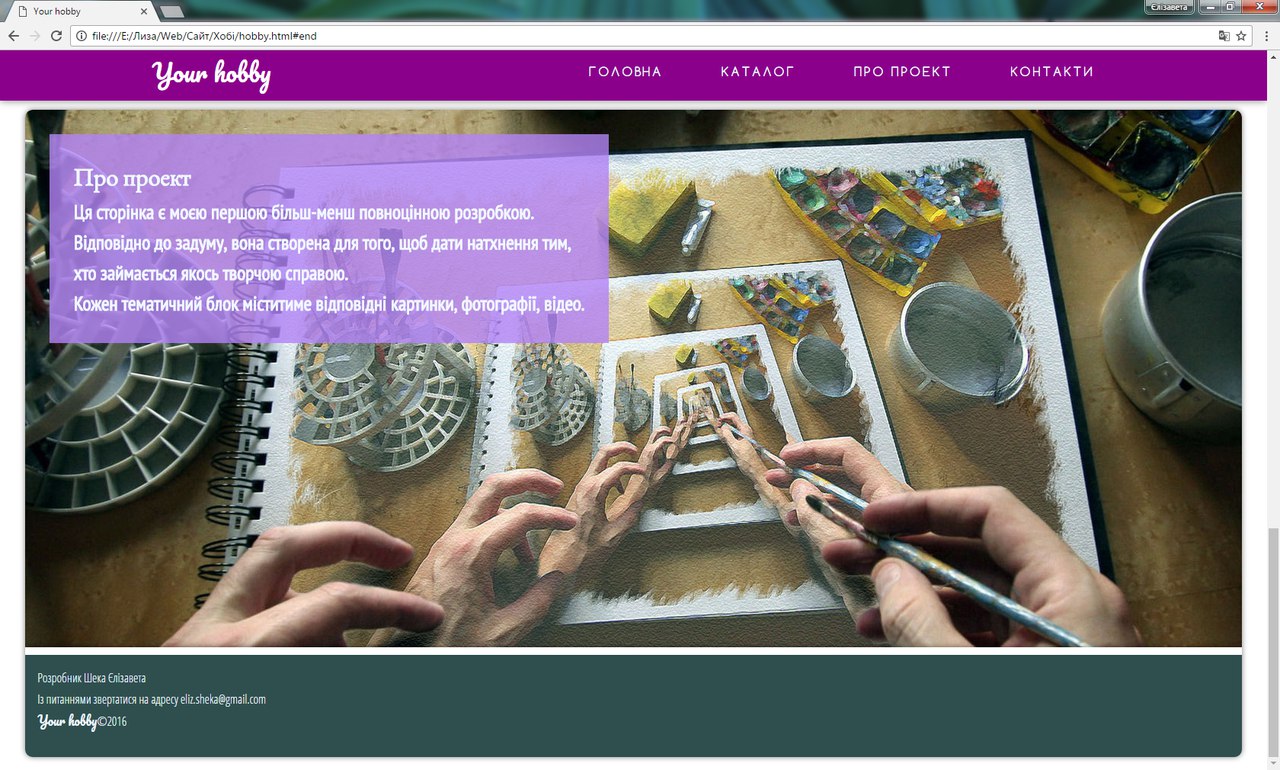 Your hobby
Єлізавета
file:///E:/Лиза/Web/Сайт/Хобі/hobby.html#end
Your hobby
ГОЛОВНА КАТАЛОГ ПРО ПРОЕКТ КОНТАКТИ
Про проект
Ця сторінка є моєю першою більш-менш повноцінною розробкою.
Відповідно до задуму, вона створена для того, щоб дати натхнення тим,
хто займається якось творчою справою.
Кожен тематичний блок міститиме відповідні картинки, фотографії, відео.
Розробник Шека Єлізавета
Із питаннями звертатися на адресу eliz.sheka@gmail.com
Your hobby©2016